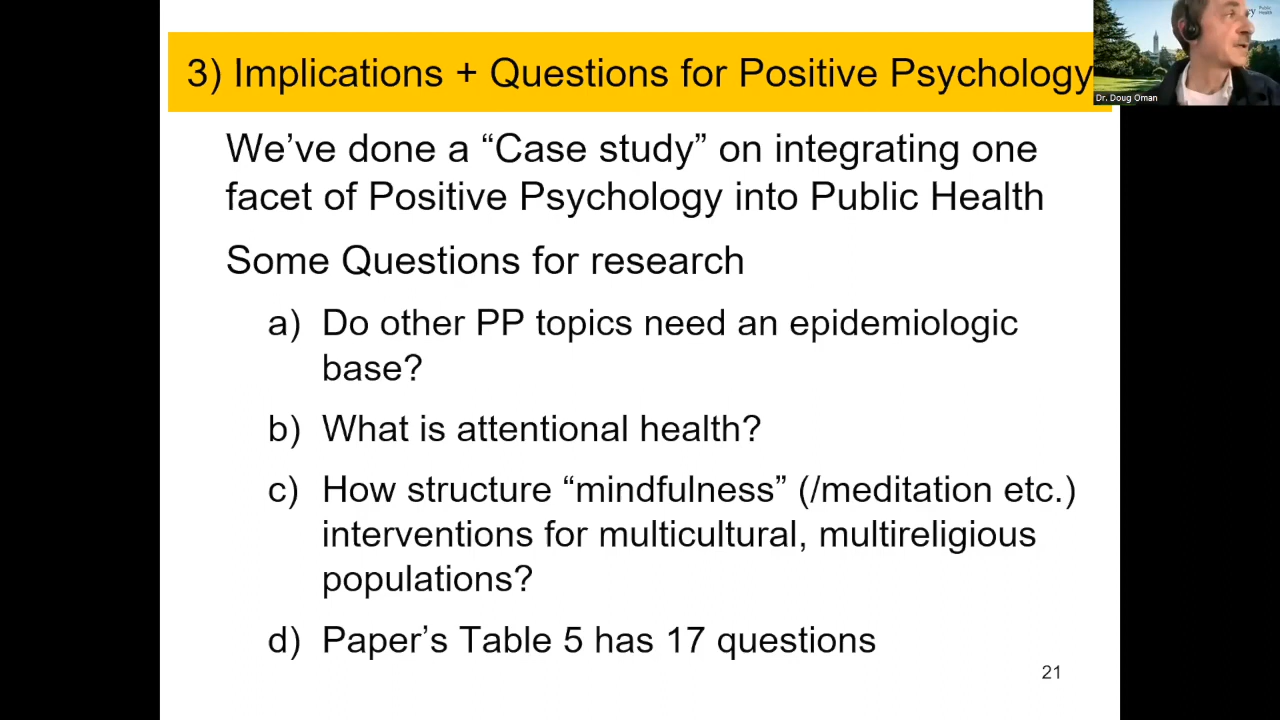 3) Implications + Questions for Positive Psychology
Public
Health
Dr. Doug Oman
We’ve done a “Case study” on integrating one
facet of Positive Psychology into Public Health
Some Questions for research
a) Do other PP topics need an epidemiologic
base?
b) What is attentional health?
c) How structure “mindfulness” (/meditation etc.)
interventions for multicultural, multireligious
populations?
d) Paper’s Table 5 has 17 questions
21